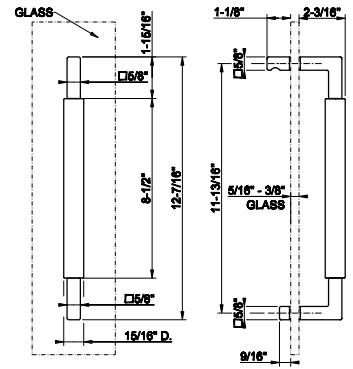 GLASS
1-15/16"
□5/8"
8-1/2"
12-7/16"
□5/8"
15/16" D.
1-1/8"
2-3/16"
□5/8"
11-13/16"
5/16" - 3/8"
GLASS
□5/8"
9/16"